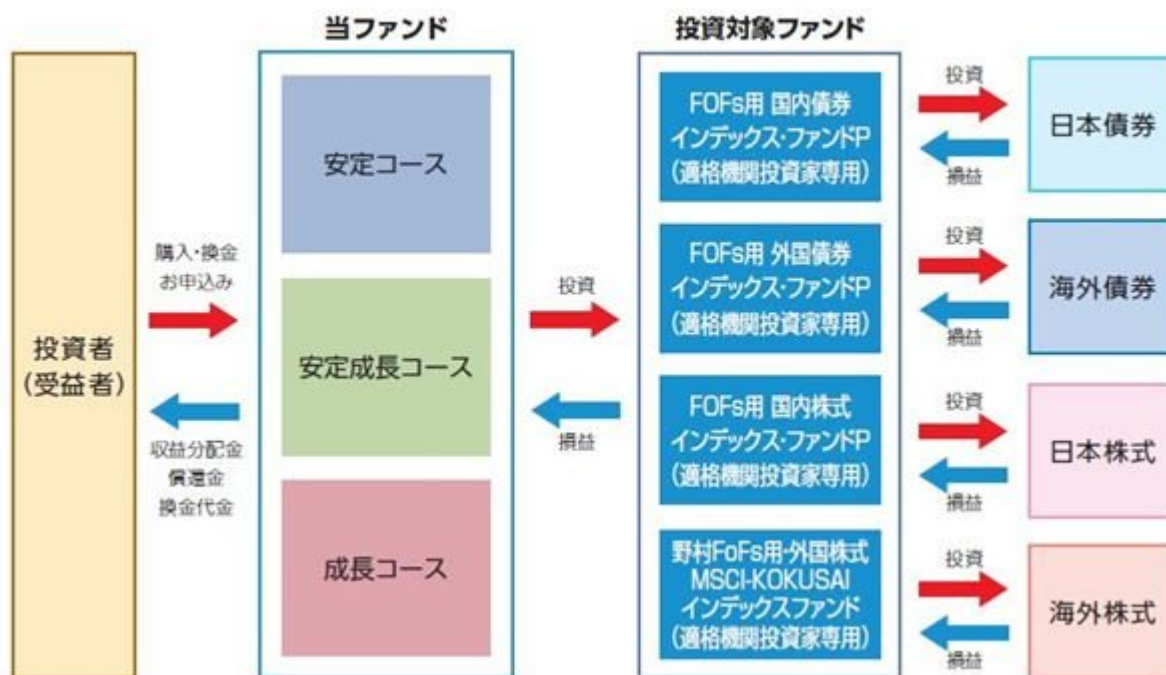 当ファンド
投資対象ファンド
投資者
(受益者)
購入・換金
お申込み
収益分配金
償還金
換金代金
安定コース
安定成長コース
成長コース
投資
損益
FOFs用 国内債券
インデックス・ファンドP
(適格機関投資家専用)
FOFs用 外国債券
インデックス・ファンドP
(適格機関投資家専用)
FOFs用 国内株式
インデックス・ファンドP
(適格機関投資家専用)
野村FoFs用・外国株式
MSCI-KOKUSAI
インデックスファンド
(適格機関投資家専用)
投資
損益
日本債券
投資
損益
海外債券
投資
損益
日本株式
投資
損益
海外株式